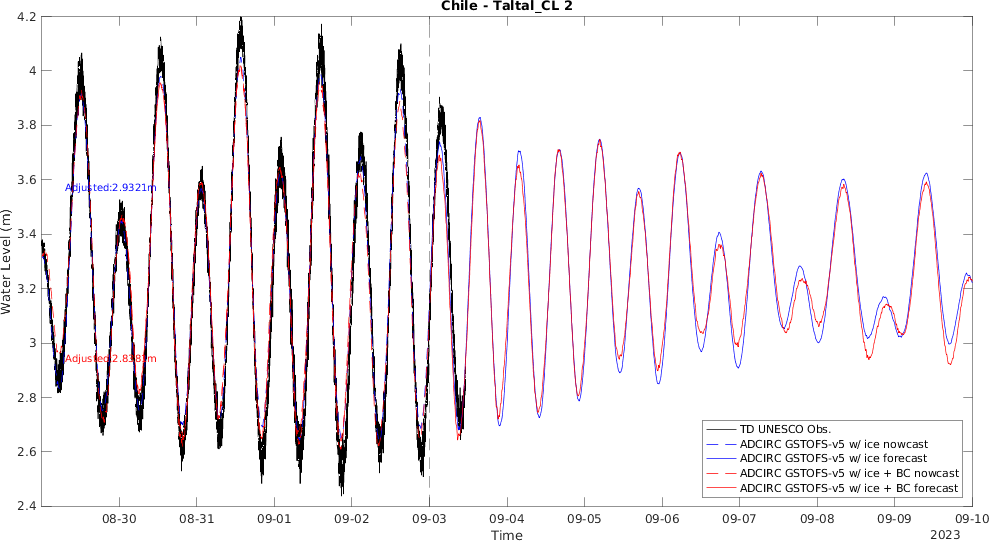 Chile - Taltal_CL 2
Water Level (m)
4.2
4
3.8
3.6
3.4
3.2
3
2.8
2.6
2.4
Adjusted:2.9321m
Adjusted:2.8381m
TD UNESCO Obs.
ADCIRC GSTOFS-v5 w/ ice nowcast
ADCIRC GSTOFS-v5 w/ ice forecast
ADCIRC GSTOFS-v5 w/ ice + BC nowcast
ADCIRC GSTOFS-v5 w/ ice + BC forecast
08-30 08-31 09-01 09-02 09-03 09-04 09-05 09-06 09-07 09-08 09-09 09-10
Time
2023